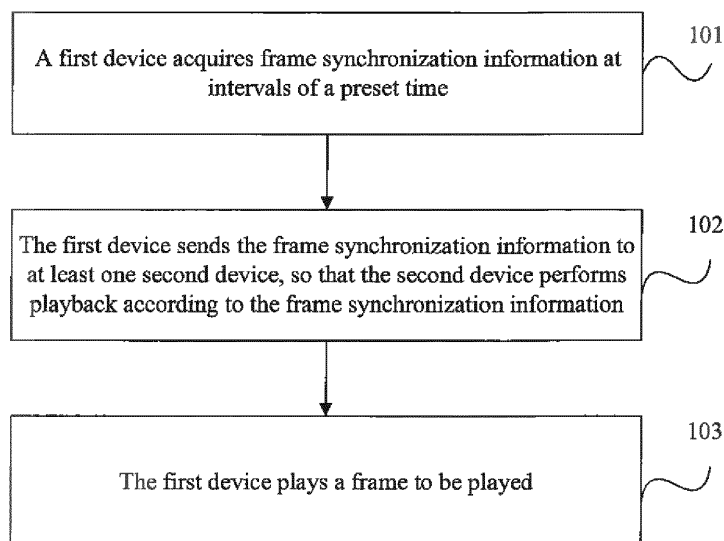 A first device acquires frame synchronization information at
intervals of a preset time
101
The first device sends the frame synchronization information to
at least one second device, so that the second device performs
playback according to the frame synchronization information
102
The first device plays a frame to be played
103